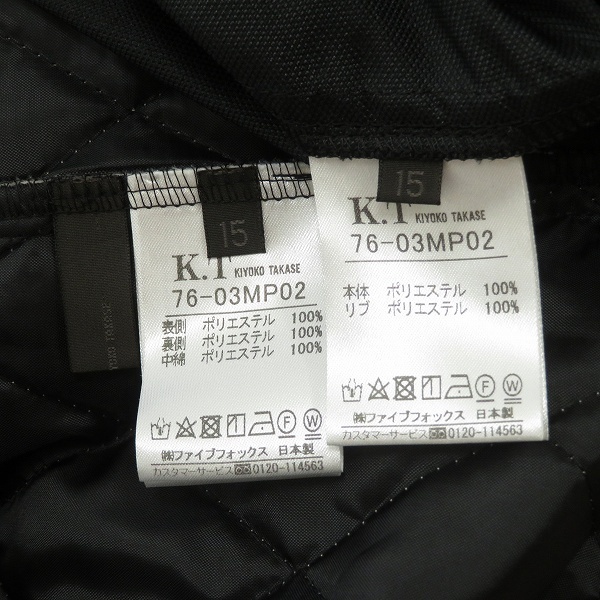 15
K.T KIYOKO TAKASE
76-03MP02
表側 ポリエステル 100%
裏側 ポリエステル 100%
中綿 ポリエステル 100%
F W
㈱ファイブフォックス 日本製
カスタマーサービス 0120-114563
15
K.T KIYOKO TAKASE
76-03MP02
本体 ポリエステル 100%
リブ ポリエステル 100%
F W
㈱ファイブフォックス 日本製
カスタマーサービス 0120-114563
KIYOKO TAKASE